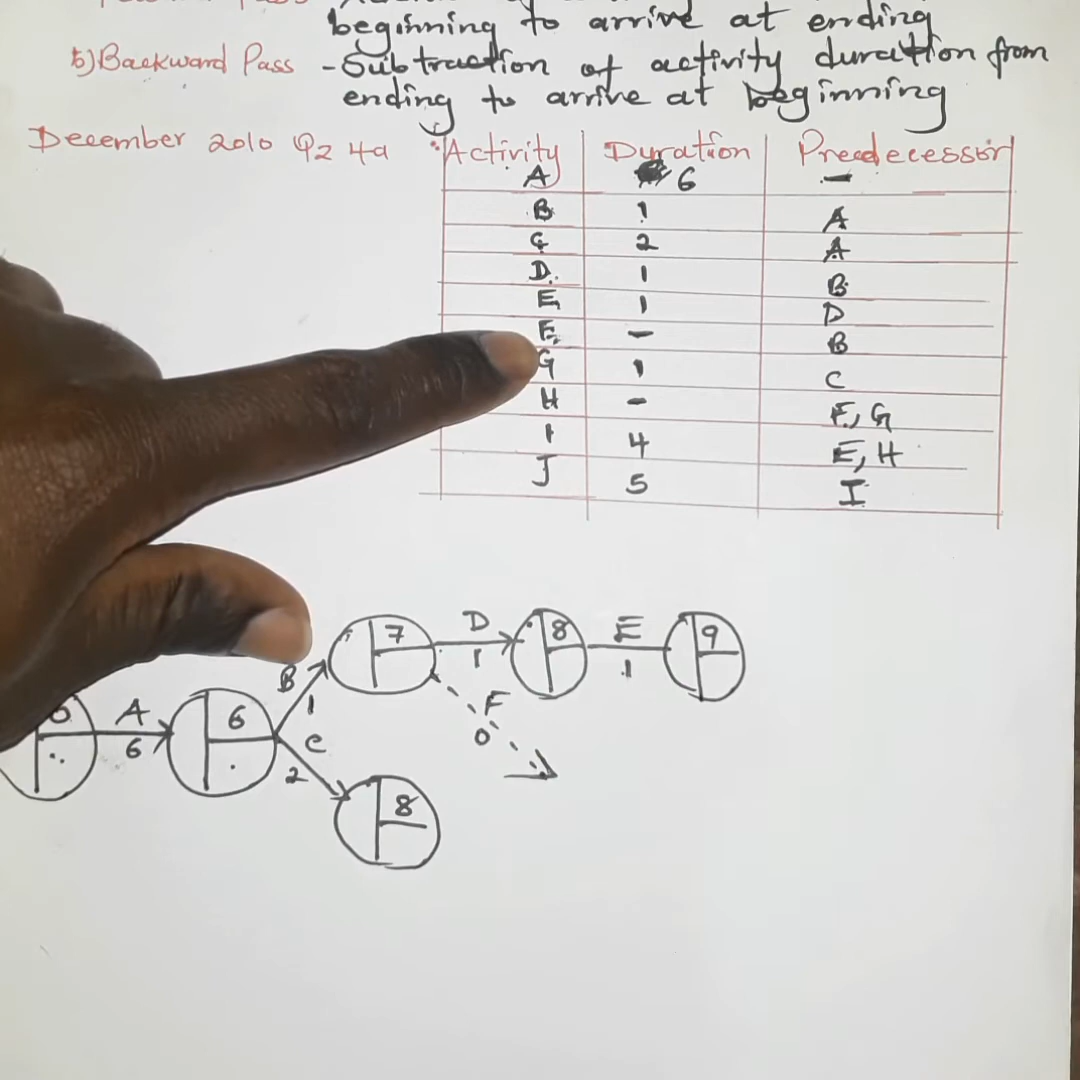 beginning to arrive at ending
b) Backward Pass - Subtraction of activity duration from
ending to arrive at beginning
December 2010 Qz 4a
Activity Duration Predecessor
A 6 -
B 1 A
C 2 A
D 1 B
E 1 D
F - B
G 1 C
H - F, G
I 4 E, H
J 5 I
7 D 1 8 E 1 9
B 1
0 A 6 6
F 0
C 2
8